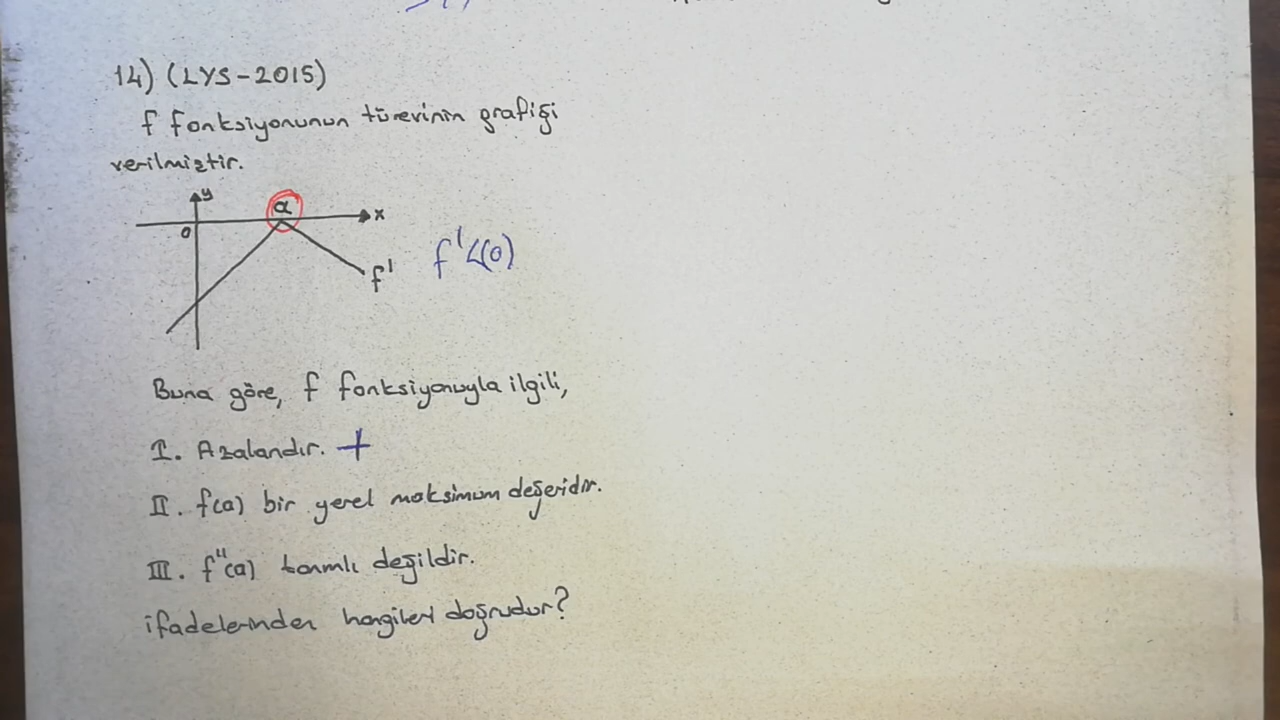 14) (LYS-2015)
f fonksiyonunun türevinin grafiği
verilmiştir.
y
a
x
0
f'
f'<(0)
Buna göre, f fonksiyonuyla ilgili,
I. Azalandır. +
II. f(a) bir yerel maksimum değeridir.
III. f"(a) tanımlı değildir.
ifadelerinden hangileri doğrudur?